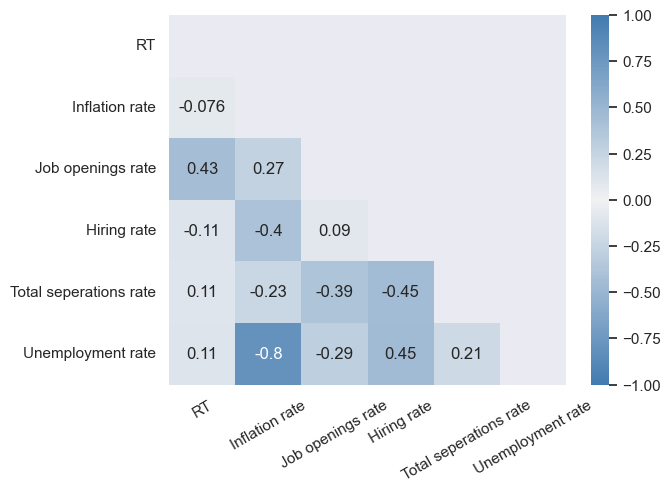 RT
Inflation rate
-0.076
Job openings rate
0.43 0.27
Hiring rate
-0.11 -0.4 0.09
Total seperations rate
0.11 -0.23 -0.39 -0.45
Unemployment rate
0.11 -0.8 -0.29 0.45 0.21
RT
Inflation rate
Job openings rate
Hiring rate
Total seperations rate
Unemployment rate
1.00
0.75
0.50
0.25
0.00
−0.25
−0.50
−0.75
−1.00